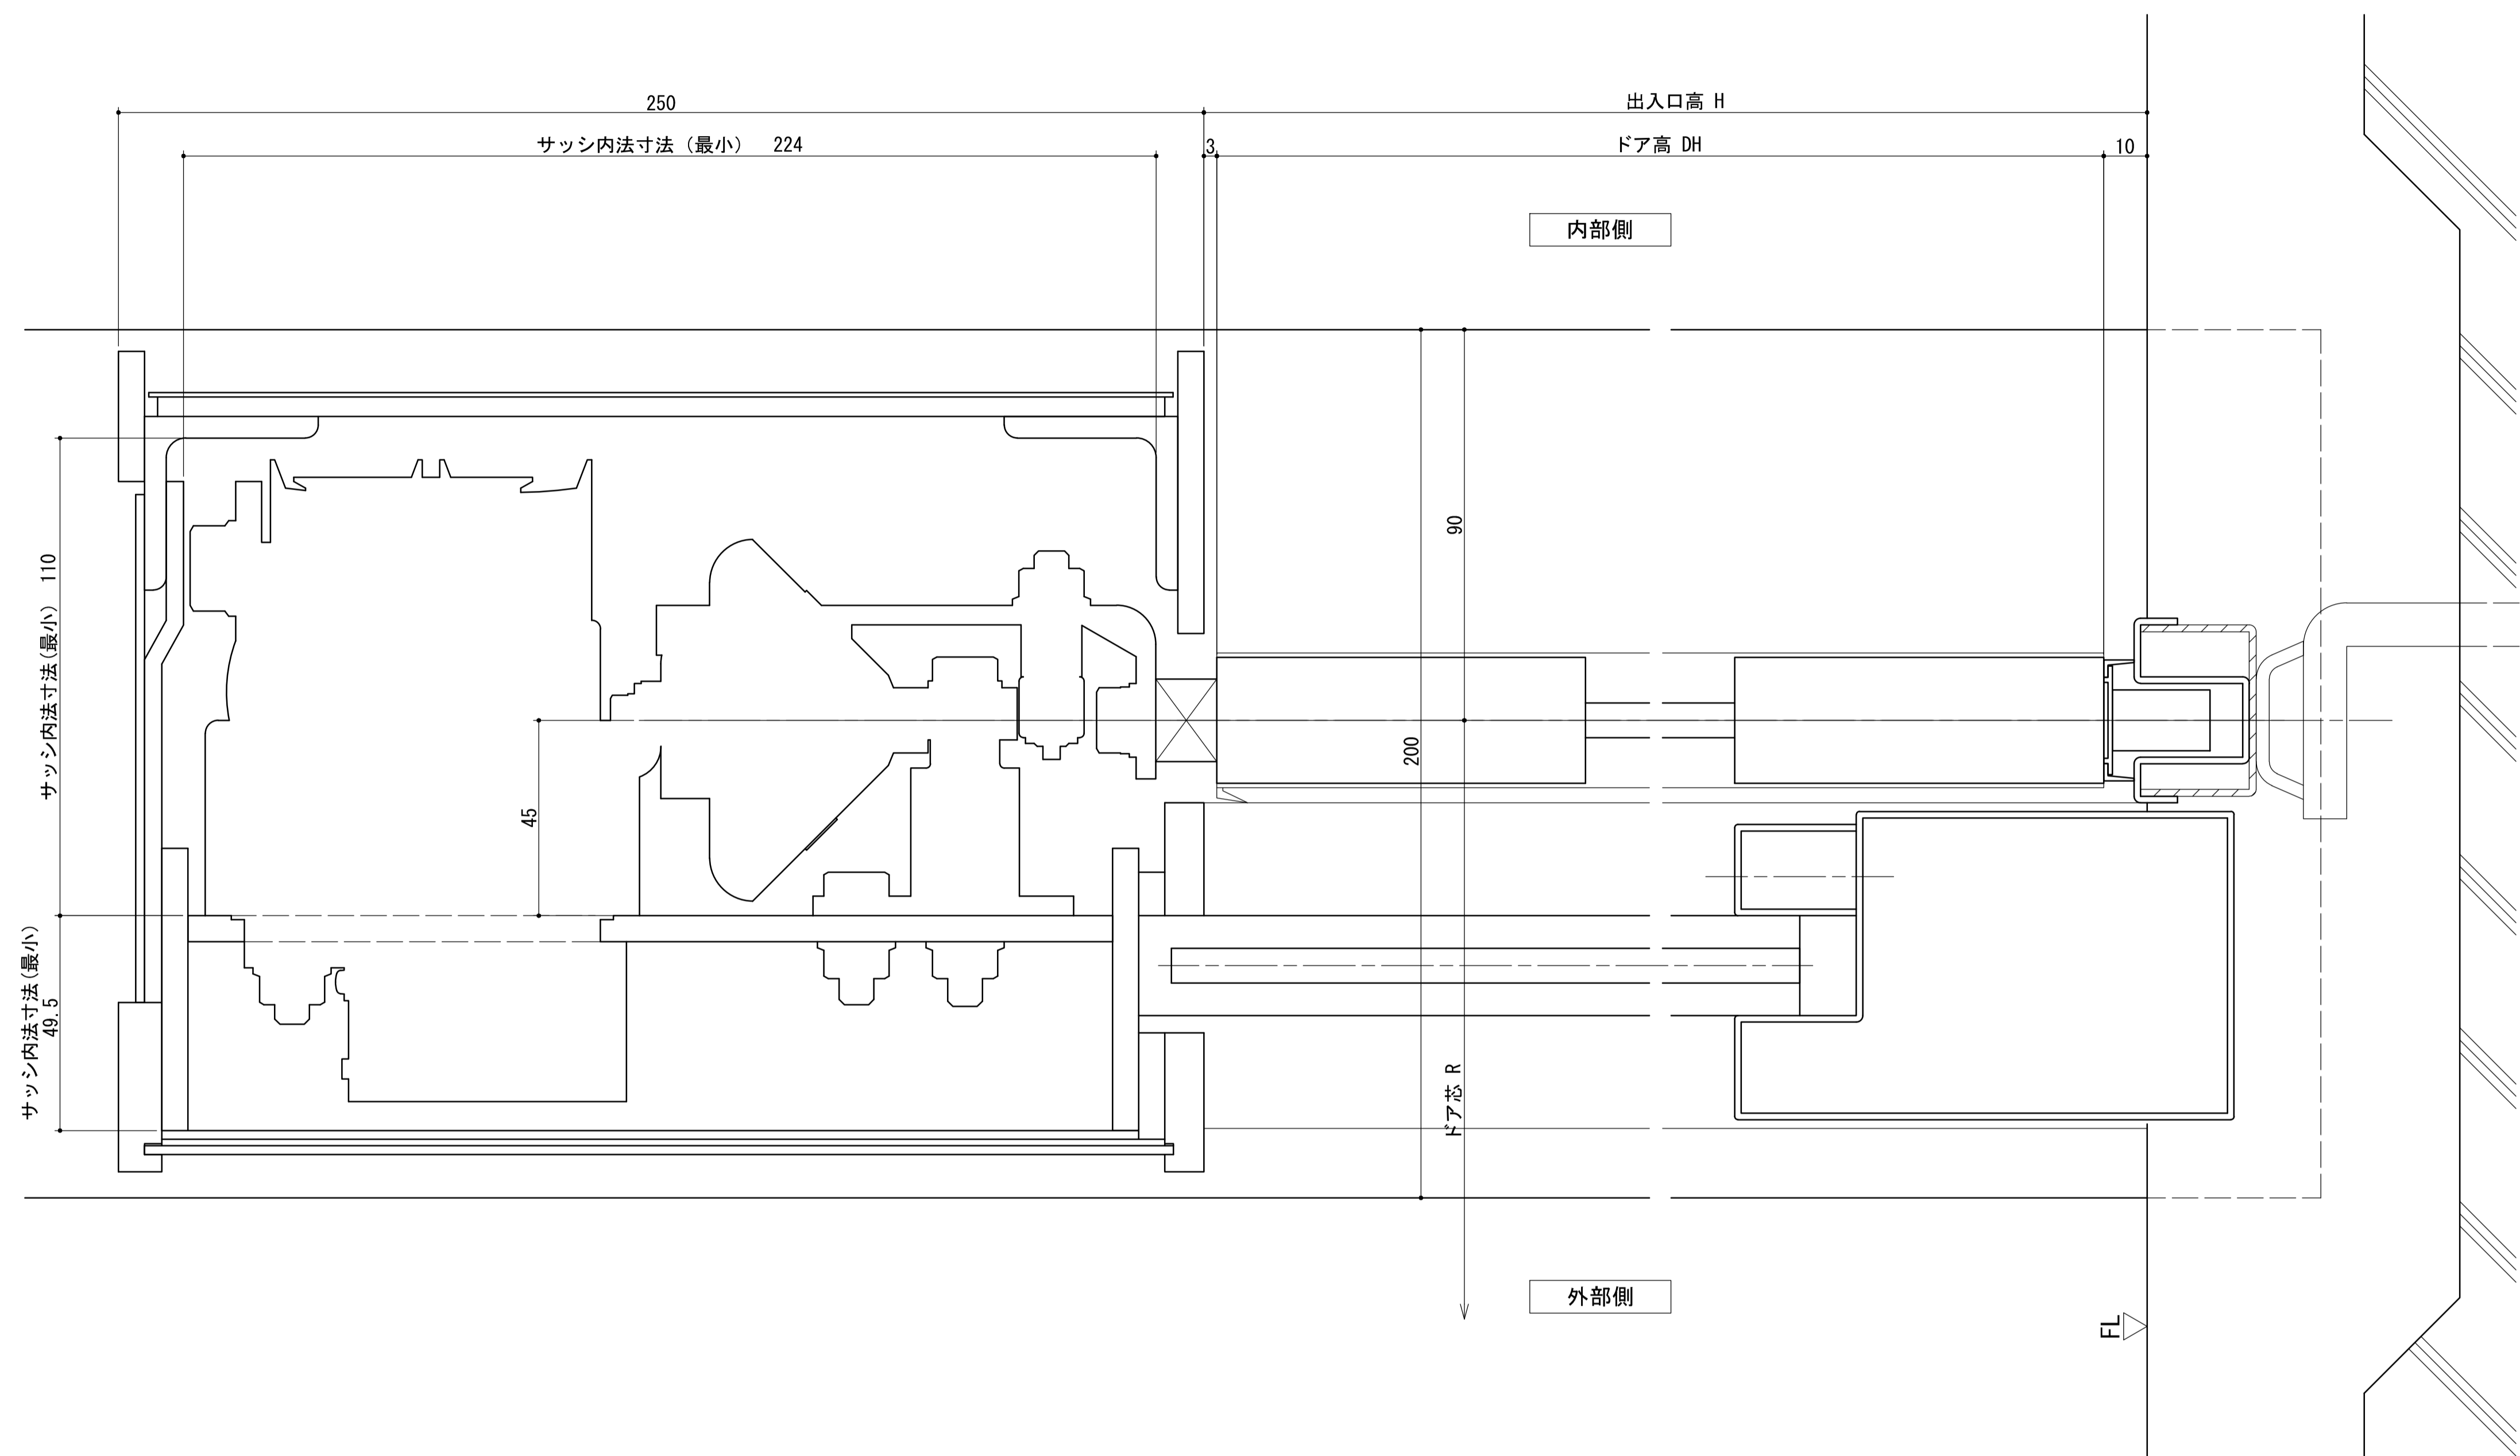 250
出入口高 H
サッシ内法寸法(最小) 224
3
ドア高 DH
10
内部側
90
サッシ内法寸法(最小) 110
200
45
サッシ内法寸法(最小)
49.5
ドア芯 R
外部側
FL